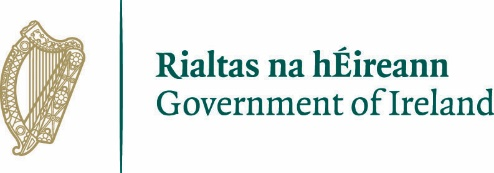 Rialtas na hÉireann
Government of Ireland